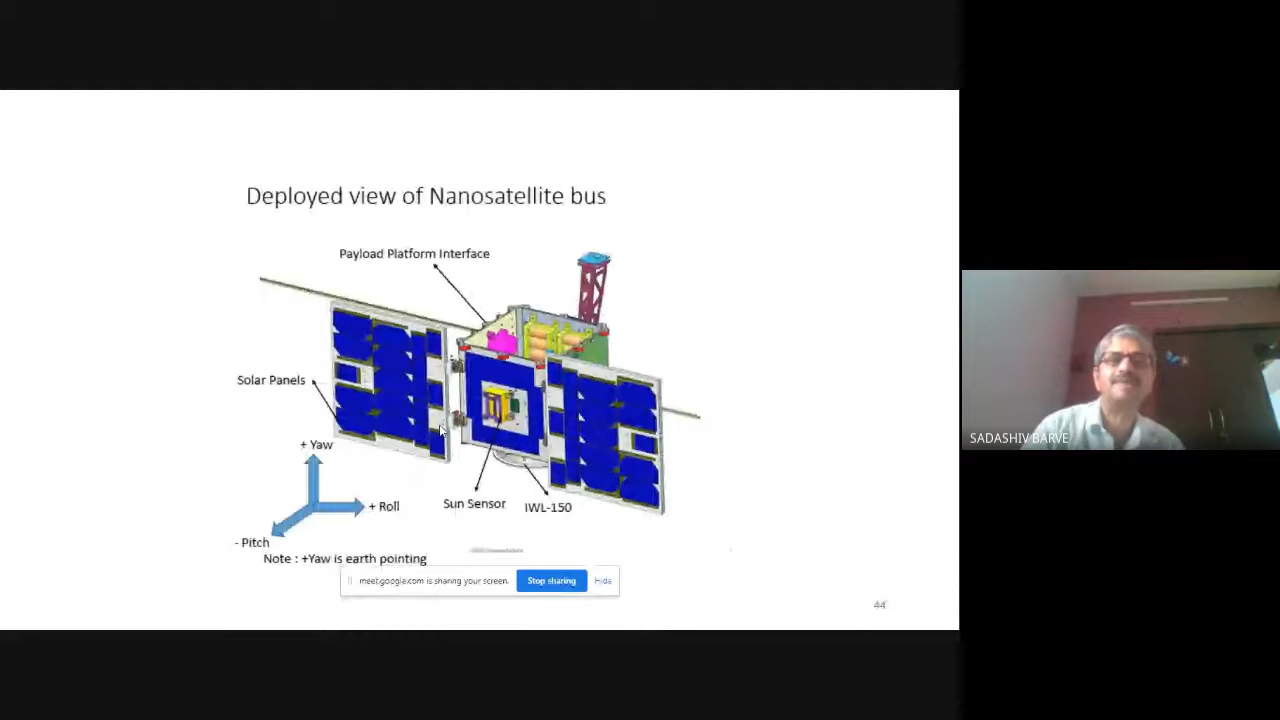 Deployed view of Nanosatellite bus
Payload Platform Interface
Solar Panels
+ Yaw
+ Roll
- Pitch
Sun Sensor
IWL-150
Note : +Yaw is earth pointing
meet.google.com is sharing your screen.
Stop sharing
Hide
44
SADASHIV BARVE